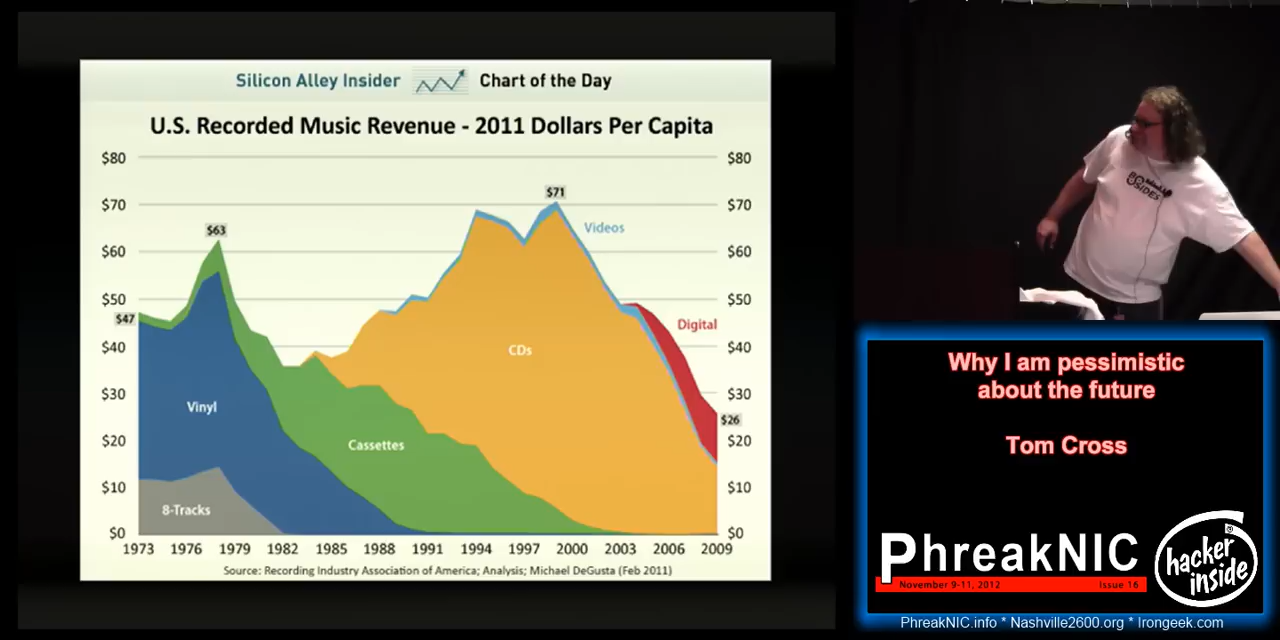 Silicon Alley Insider Chart of the Day
U.S. Recorded Music Revenue - 2011 Dollars Per Capita
$80 $80
$71
$70 $70
Videos
$63
$60 $60
$50 $50
$47
Digital
$40 $40
CDs
$30 $30
$26
Vinyl
$20 $20
Cassettes
$10 $10
8-Tracks
$0 $0
1973 1976 1979 1982 1985 1988 1991 1994 1997 2000 2003 2006 2009
Source: Recording Industry Association of America; Analysis; Michael DeGusta (Feb 2011)
SIDES
Why I am pessimistic
about the future
Tom Cross
PhreakNIC
November 9-11, 2012 Issue 16
hacker
inside
®
PhreakNIC.info * Nashville2600.org * Irongeek.com